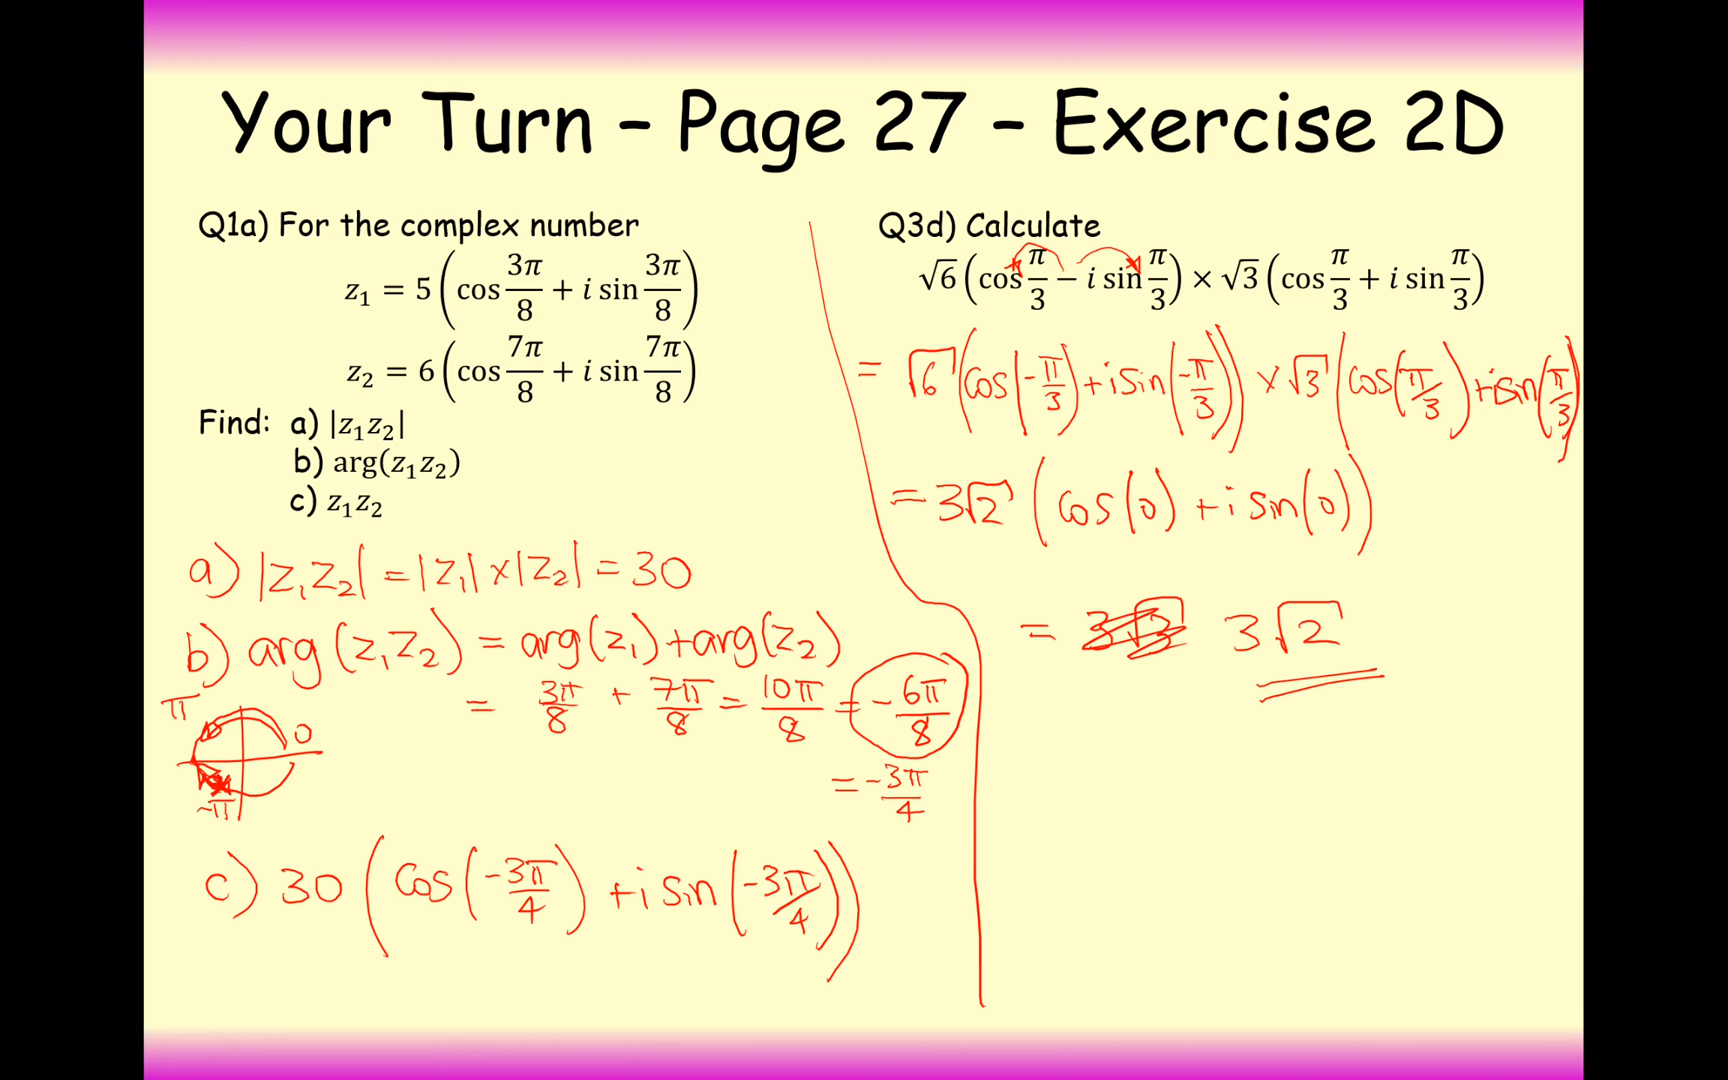 Your Turn – Page 27 – Exercise 2D
Q1a) For the complex number
z₁ = 5 (cos 3π/8 + i sin 3π/8)
z₂ = 6 (cos 7π/8 + i sin 7π/8)
Find: a) |z₁z₂|
b) arg(z₁z₂)
c) z₁z₂
a) |z₁z₂| = |z₁| × |z₂| = 30
b) arg(z₁z₂) = arg(z₁) + arg(z₂)
= 3π/8 + 7π/8 = 10π/8 = -6π/8
= -3π/4
π
0
-π
c) 30 (cos(-3π/4) + i sin(-3π/4))
Q3d) Calculate
√6 (cos π/3 − i sin π/3) × √3 (cos π/3 + i sin π/3)
= √6 (cos(-π/3) + i sin(-π/3)) × √3 (cos(π/3) + i sin(π/3))
= 3√2 (cos(0) + i sin(0))
= 3√2